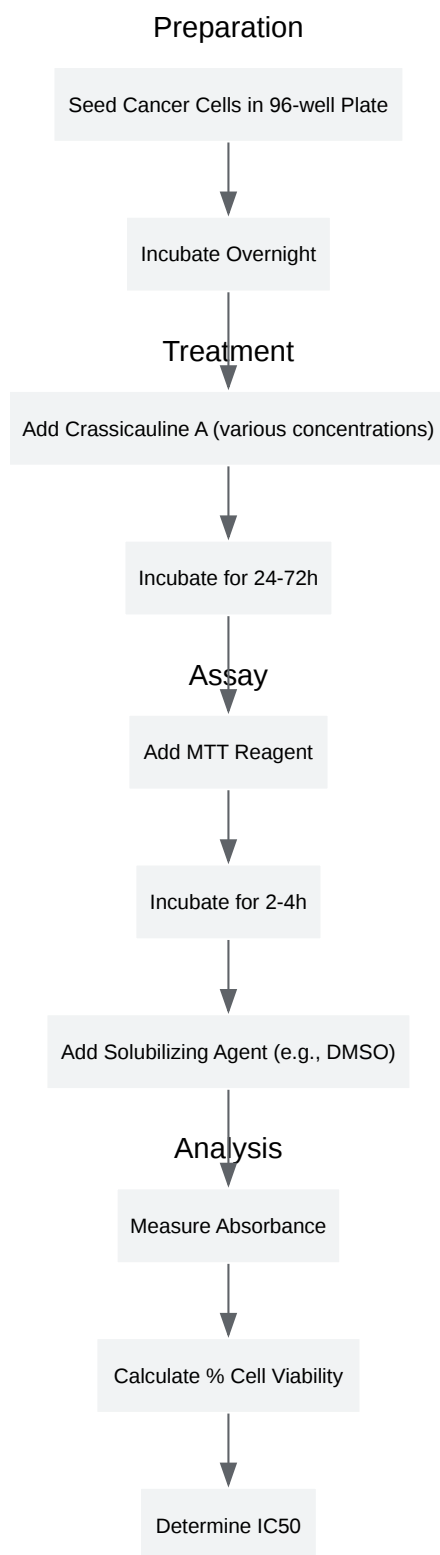 Preparation
Seed Cancer Cells in 96-well Plate
Incubate Overnight
Treatment
Add Crassicauline A (various concentrations)
Incubate for 24-72h
Assay
Add MTT Reagent
Incubate for 2-4h
Add Solubilizing Agent (e.g., DMSO)
Analysis
Measure Absorbance
Calculate % Cell Viability
Determine IC50